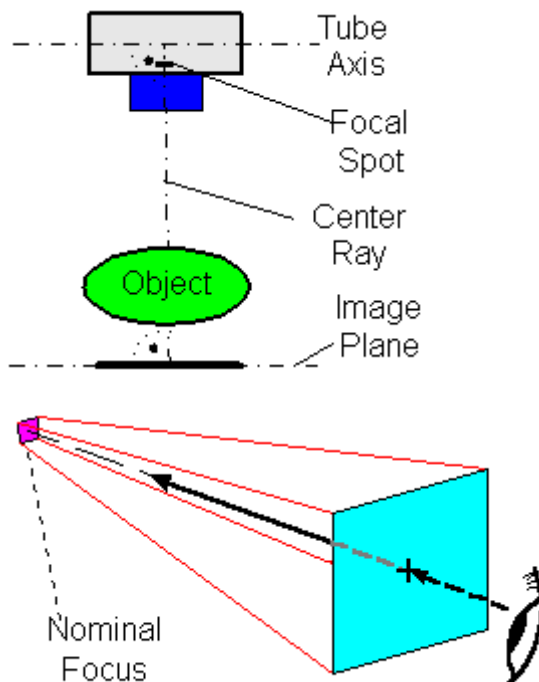 Tube
Axis
Focal
Spot
Center
Ray
Object
Image
Plane
Nominal
Focus